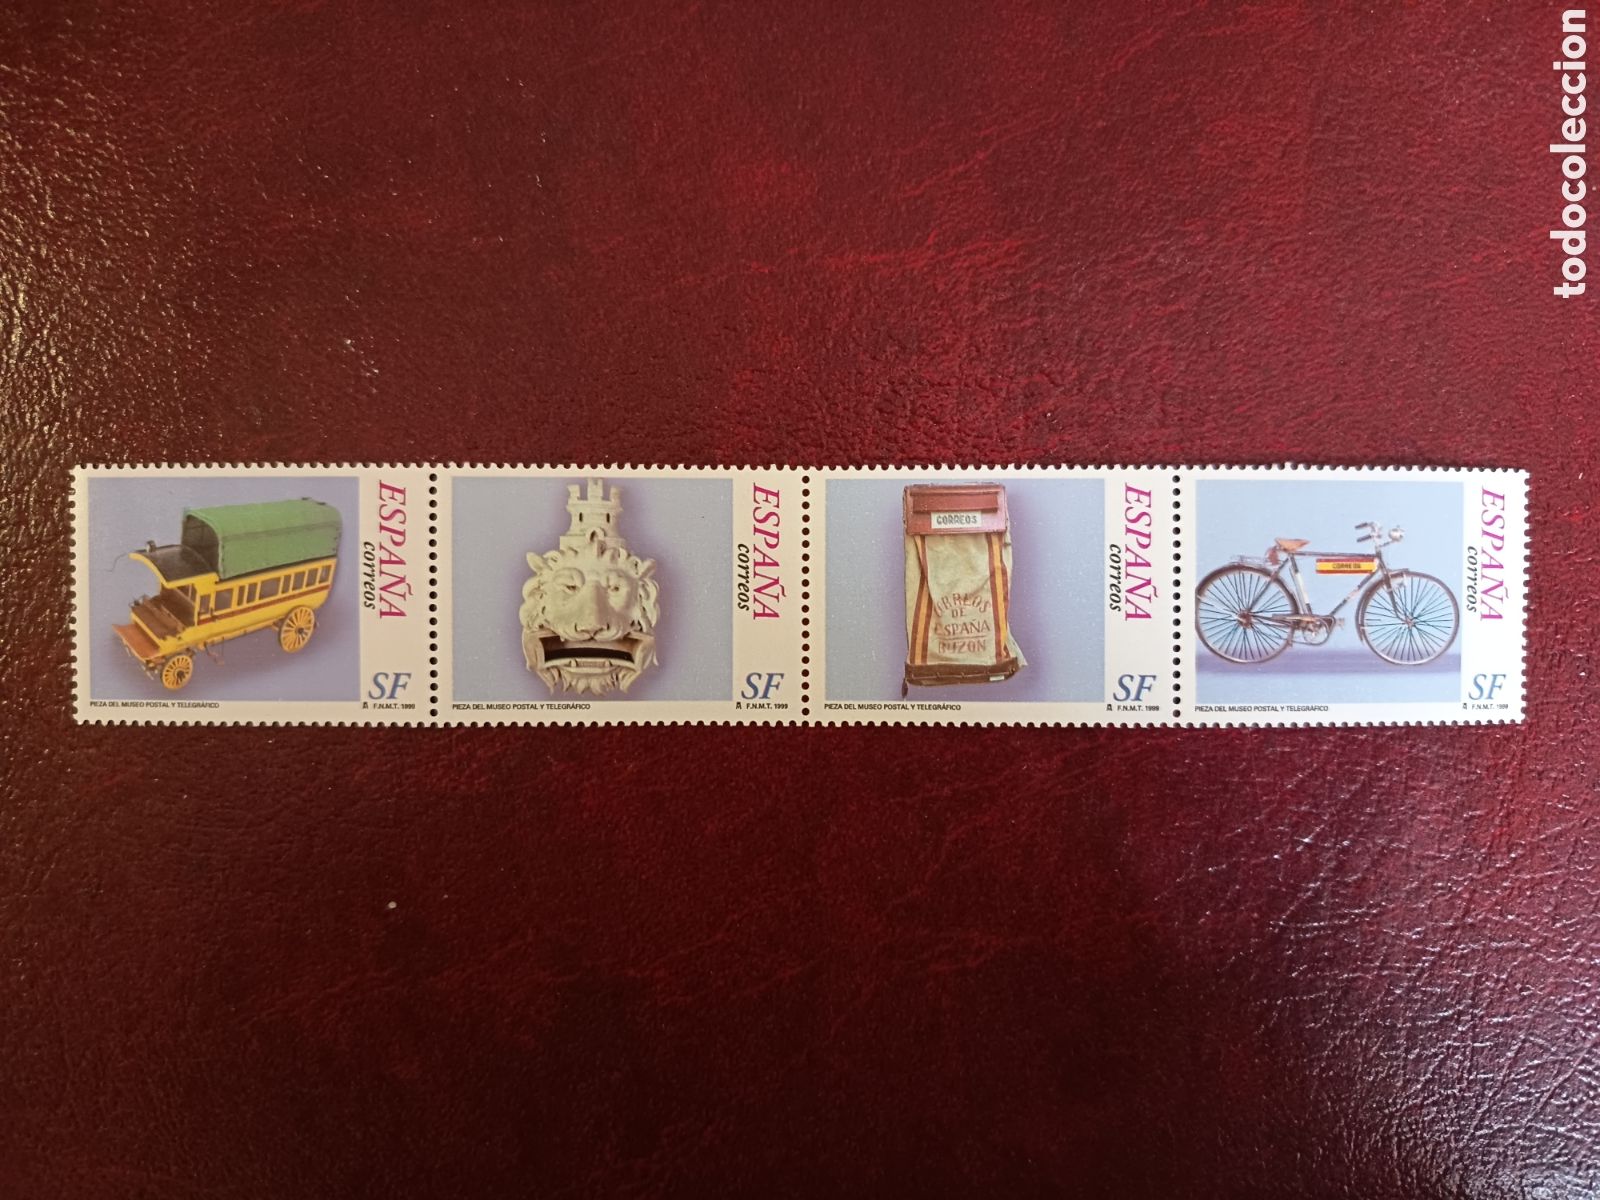 todocoleccion
ESPAÑA
correos
SF
PIEZA DEL MUSEO POSTAL Y TELEGRÁFICO
F.N.M.T. 1999
ESPAÑA
correos
SF
PIEZA DEL MUSEO POSTAL Y TELEGRÁFICO
F.N.M.T. 1999
CORREOS
CORREOS
DE
ESPAÑA
BUZON
ESPAÑA
correos
SF
PIEZA DEL MUSEO POSTAL Y TELEGRÁFICO
F.N.M.T. 1999
CORREOS
ESPAÑA
correos
SF
PIEZA DEL MUSEO POSTAL Y TELEGRÁFICO
F.N.M.T. 1999